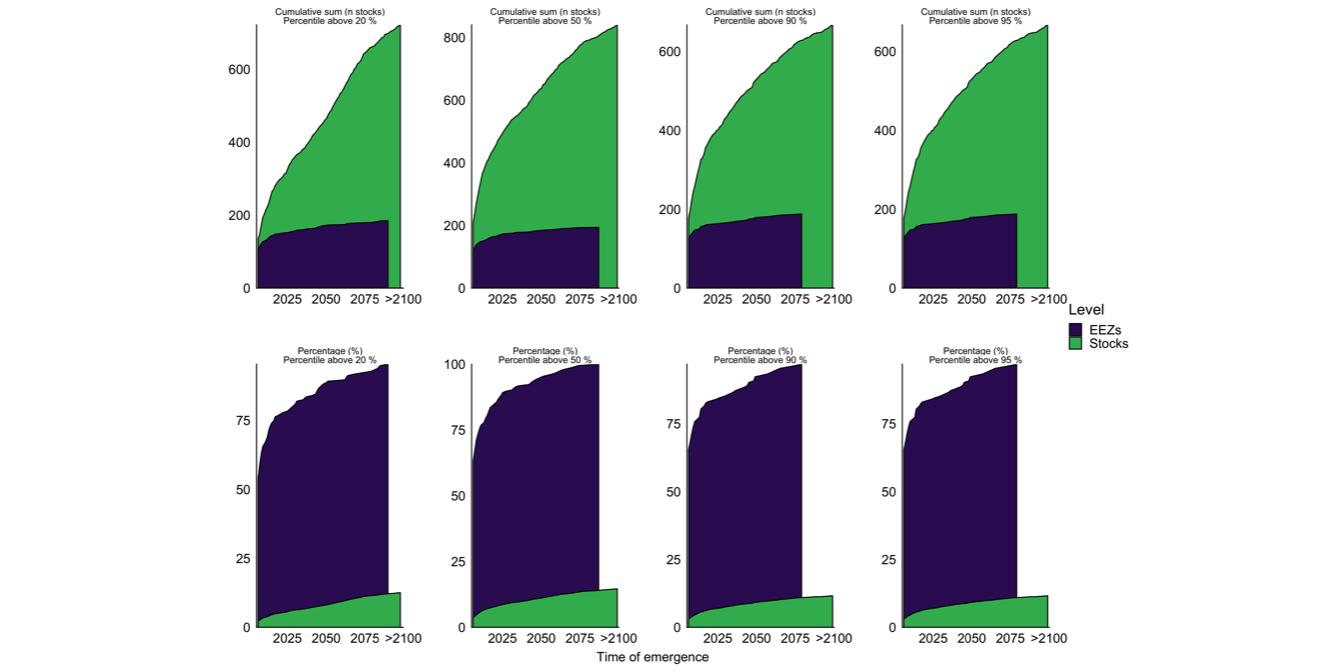 Cumulative sum (n stocks)
Percentile above 20 %
Cumulative sum (n stocks)
Percentile above 50 %
Cumulative sum (n stocks)
Percentile above 90 %
Cumulative sum (n stocks)
Percentile above 95 %
600
400
200
0
800
600
400
200
0
600
400
200
0
600
400
200
0
2025 2050 2075 >2100
2025 2050 2075 >2100
2025 2050 2075 >2100
2025 2050 2075 >2100
Level
EEZs
Stocks
Percentage (%)
Percentile above 20 %
Percentage (%)
Percentile above 50 %
Percentage (%)
Percentile above 90 %
Percentage (%)
Percentile above 95 %
75
50
25
0
100
75
50
25
0
75
50
25
0
75
50
25
0
2025 2050 2075 >2100
2025 2050 2075 >2100
2025 2050 2075 >2100
2025 2050 2075 >2100
Time of emergence